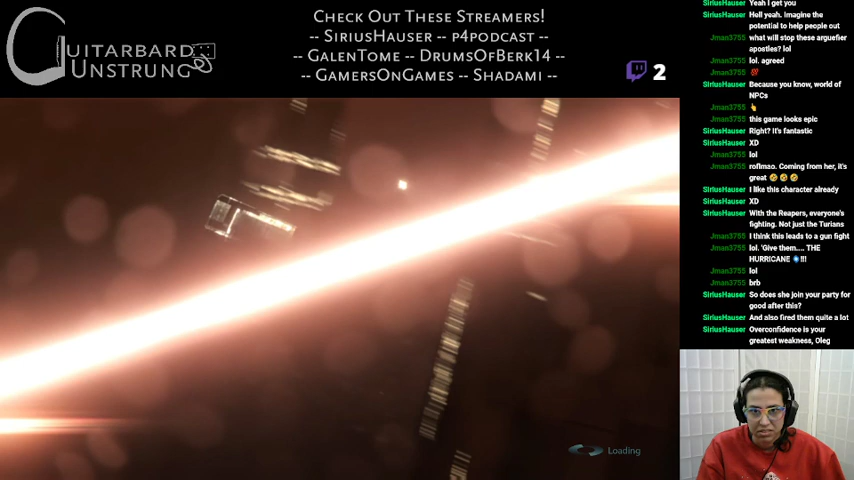 Guitarbard
Unstrung
Check Out These Streamers!
-- SiriusHauser -- p4podcast --
-- GalenTome -- DrumsOfBerk14 --
-- GamersOnGames -- Shadami --
2
SiriusHauser Yeah I get you
SiriusHauser Hell yeah. Imagine the
potential to help people out
Jman3755 what will stop these arguefier
apostles? lol
Jman3755 lol. agreed
Jman3755 💯
SiriusHauser Because you know, world of
NPCs
Jman3755 👆
Jman3755 this game looks epic
SiriusHauser Right? It's fantastic
SiriusHauser XD
Jman3755 lol
Jman3755 roflmao. Coming from her, it's
great 🤣🤣🤣
SiriusHauser I like this character already
SiriusHauser XD
SiriusHauser With the Reapers, everyone's
fighting. Not just the Turians
Jman3755 I think this leads to a gun fight
Jman3755 lol. 'Give them.... THE
HURRICANE 🌀!!!
Jman3755 lol
Jman3755 brb
SiriusHauser So does she join your party for
good after this?
SiriusHauser And also fired them quite a lot
SiriusHauser Overconfidence is your
greatest weakness, Oleg
Loading